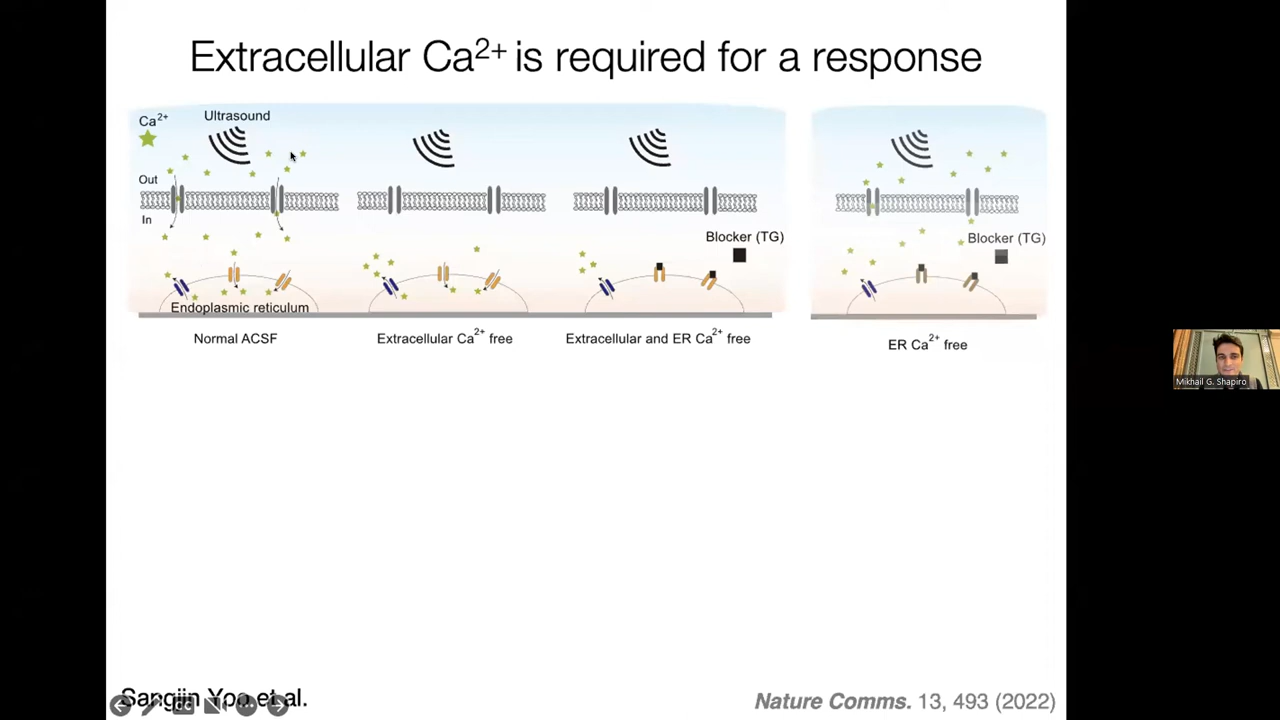 Extracellular Ca²⁺ is required for a response
Ca²⁺
Ultrasound
Out
In
Blocker (TG)
Blocker (TG)
Endoplasmic reticulum
Normal ACSF
Extracellular Ca²⁺ free
Extracellular and ER Ca²⁺ free
ER Ca²⁺ free
Mikhail G. Shapiro
Sangjin Yoo et al.
CC
Nature Comms. 13, 493 (2022)